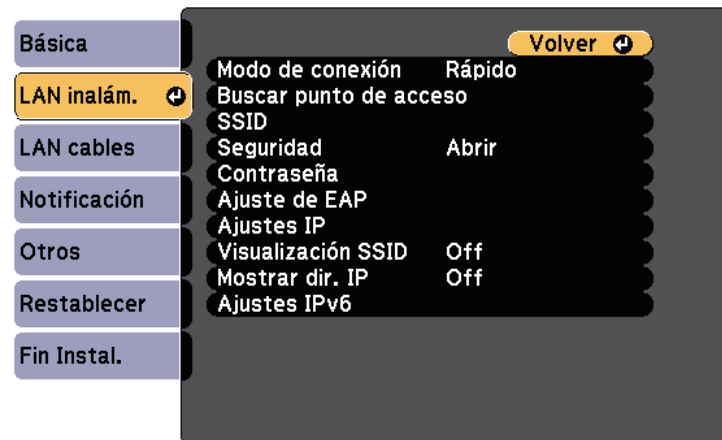 Básica
LAN inalám.
LAN cables
Notificación
Otros
Restablecer
Fin Instal.
Volver
Modo de conexión Rápido
Buscar punto de acceso
SSID
Seguridad Abrir
Contraseña
Ajuste de EAP
Ajustes IP
Visualización SSID Off
Mostrar dir. IP Off
Ajustes IPv6